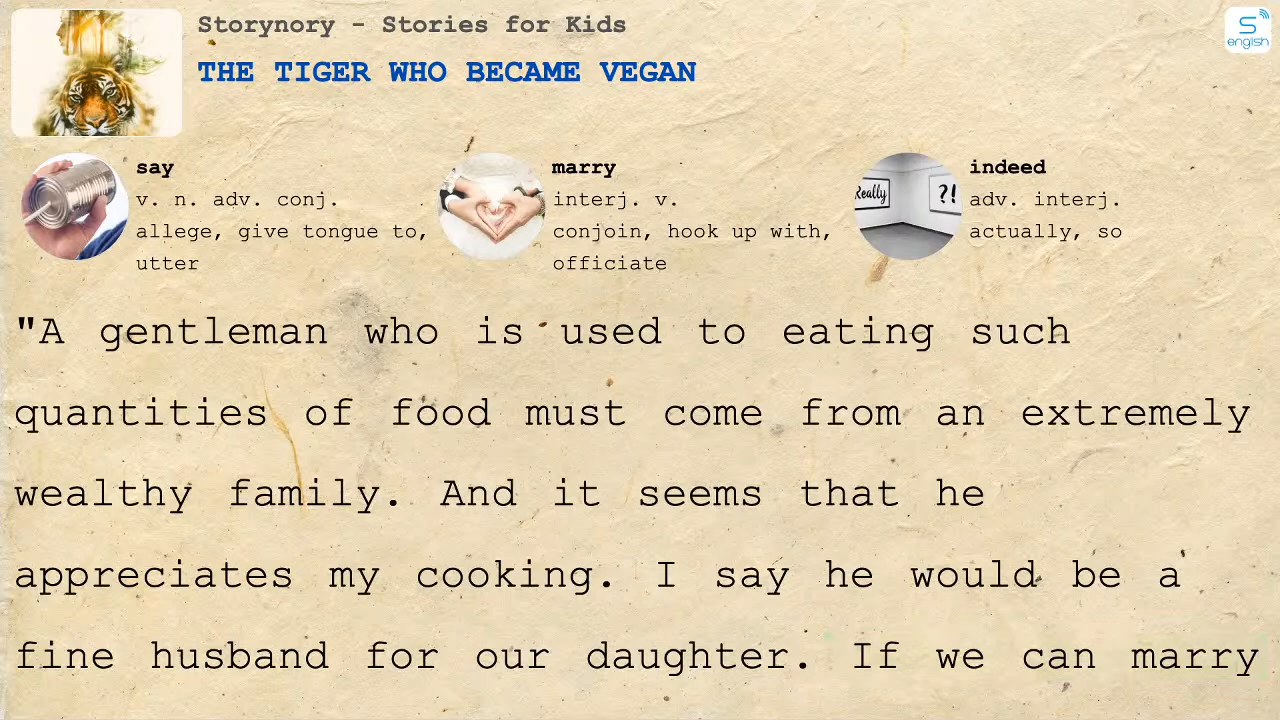 Storynory - Stories for Kids
THE TIGER WHO BECAME VEGAN
S
english
say
v. n. adv. conj.
allege, give tongue to,
utter
marry
interj. v.
conjoin, hook up with,
officiate
Really
?!
indeed
adv. interj.
actually, so
"A gentleman who is used to eating such
quantities of food must come from an extremely
wealthy family. And it seems that he
appreciates my cooking. I say he would be a
fine husband for our daughter. If we can marry